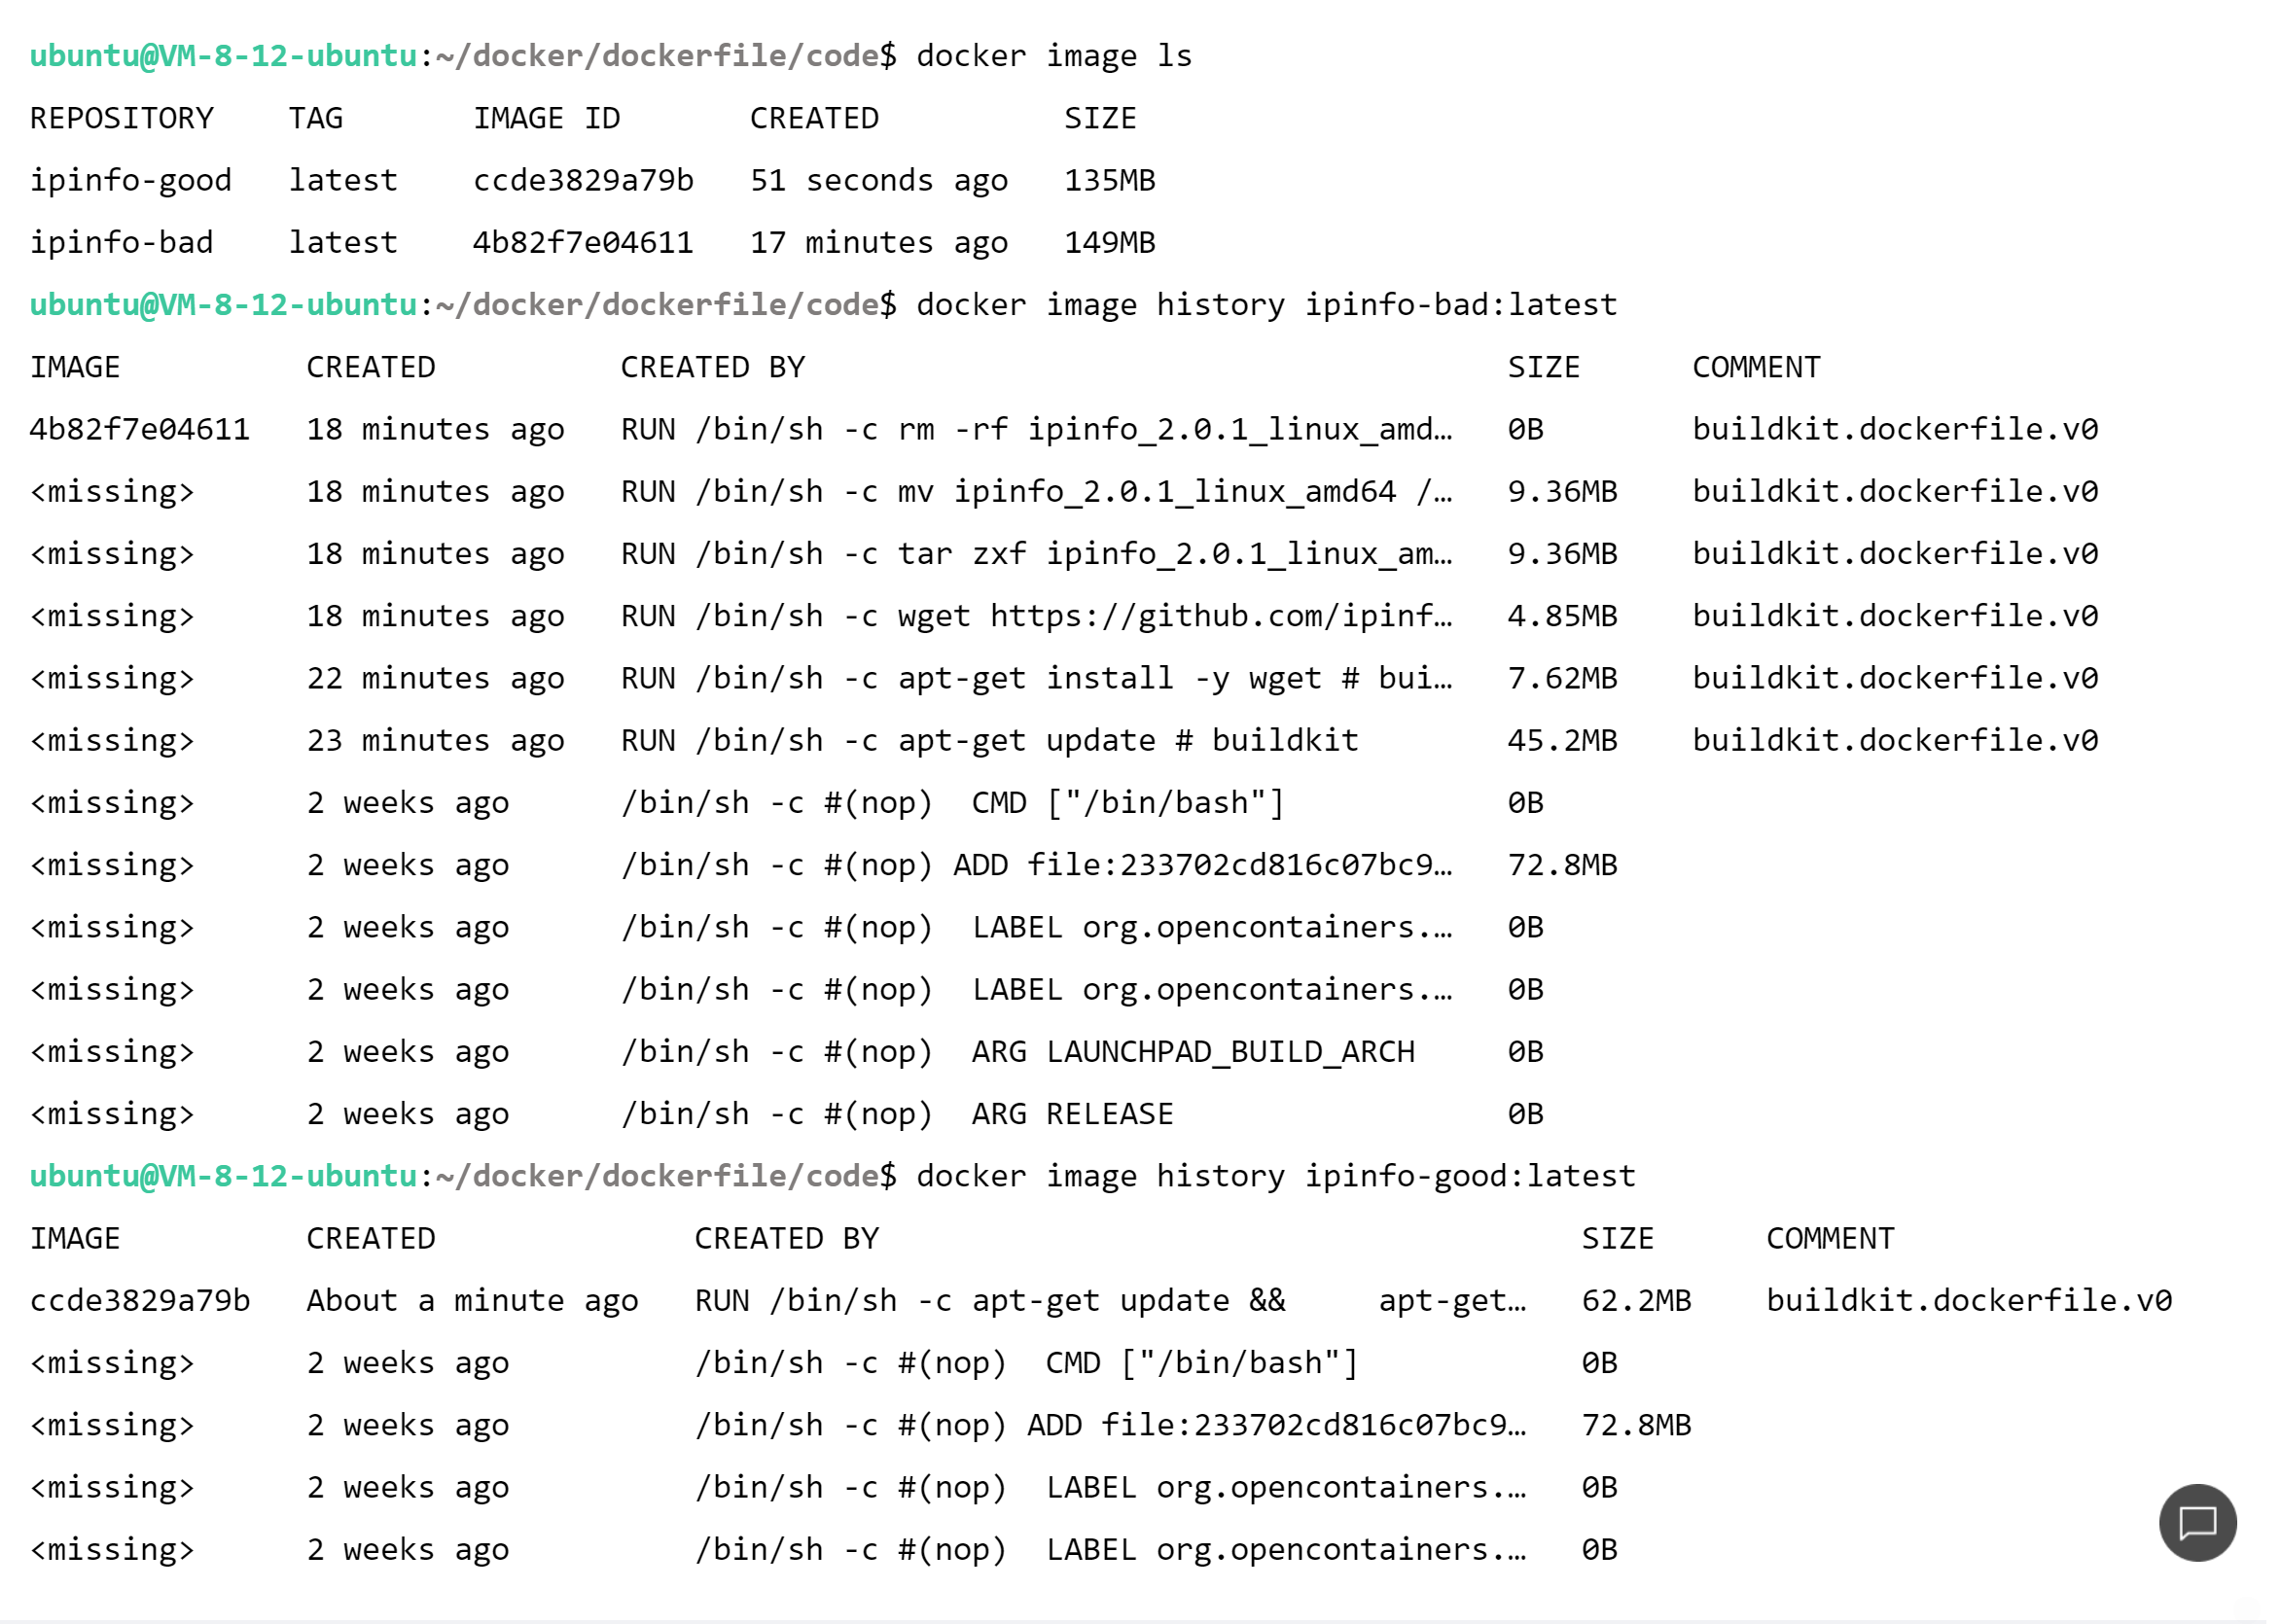 ubuntu@VM-8-12-ubuntu:~/docker/dockerfile/code$ docker image ls
REPOSITORY    TAG       IMAGE ID       CREATED          SIZE
ipinfo-good   latest    ccde3829a79b   51 seconds ago   135MB
ipinfo-bad    latest    4b82f7e04611   17 minutes ago   149MB
ubuntu@VM-8-12-ubuntu:~/docker/dockerfile/code$ docker image history ipinfo-bad:latest
IMAGE          CREATED          CREATED BY                                      SIZE      COMMENT
4b82f7e04611   18 minutes ago   RUN /bin/sh -c rm -rf ipinfo_2.0.1_linux_amd…   0B        buildkit.dockerfile.v0
<missing>      18 minutes ago   RUN /bin/sh -c mv ipinfo_2.0.1_linux_amd64 /…   9.36MB    buildkit.dockerfile.v0
<missing>      18 minutes ago   RUN /bin/sh -c tar zxf ipinfo_2.0.1_linux_am…   9.36MB    buildkit.dockerfile.v0
<missing>      18 minutes ago   RUN /bin/sh -c wget https://github.com/ipinf…   4.85MB    buildkit.dockerfile.v0
<missing>      22 minutes ago   RUN /bin/sh -c apt-get install -y wget # bui…   7.62MB    buildkit.dockerfile.v0
<missing>      23 minutes ago   RUN /bin/sh -c apt-get update # buildkit        45.2MB    buildkit.dockerfile.v0
<missing>      2 weeks ago      /bin/sh -c #(nop)  CMD ["/bin/bash"]            0B
<missing>      2 weeks ago      /bin/sh -c #(nop) ADD file:233702cd816c07bc9…   72.8MB
<missing>      2 weeks ago      /bin/sh -c #(nop)  LABEL org.opencontainers.…   0B
<missing>      2 weeks ago      /bin/sh -c #(nop)  LABEL org.opencontainers.…   0B
<missing>      2 weeks ago      /bin/sh -c #(nop)  ARG LAUNCHPAD_BUILD_ARCH     0B
<missing>      2 weeks ago      /bin/sh -c #(nop)  ARG RELEASE                  0B
ubuntu@VM-8-12-ubuntu:~/docker/dockerfile/code$ docker image history ipinfo-good:latest
IMAGE          CREATED              CREATED BY                                      SIZE      COMMENT
ccde3829a79b   About a minute ago   RUN /bin/sh -c apt-get update &&     apt-get…   62.2MB    buildkit.dockerfile.v0
<missing>      2 weeks ago          /bin/sh -c #(nop)  CMD ["/bin/bash"]            0B
<missing>      2 weeks ago          /bin/sh -c #(nop) ADD file:233702cd816c07bc9…   72.8MB
<missing>      2 weeks ago          /bin/sh -c #(nop)  LABEL org.opencontainers.…   0B
<missing>      2 weeks ago          /bin/sh -c #(nop)  LABEL org.opencontainers.…   0B